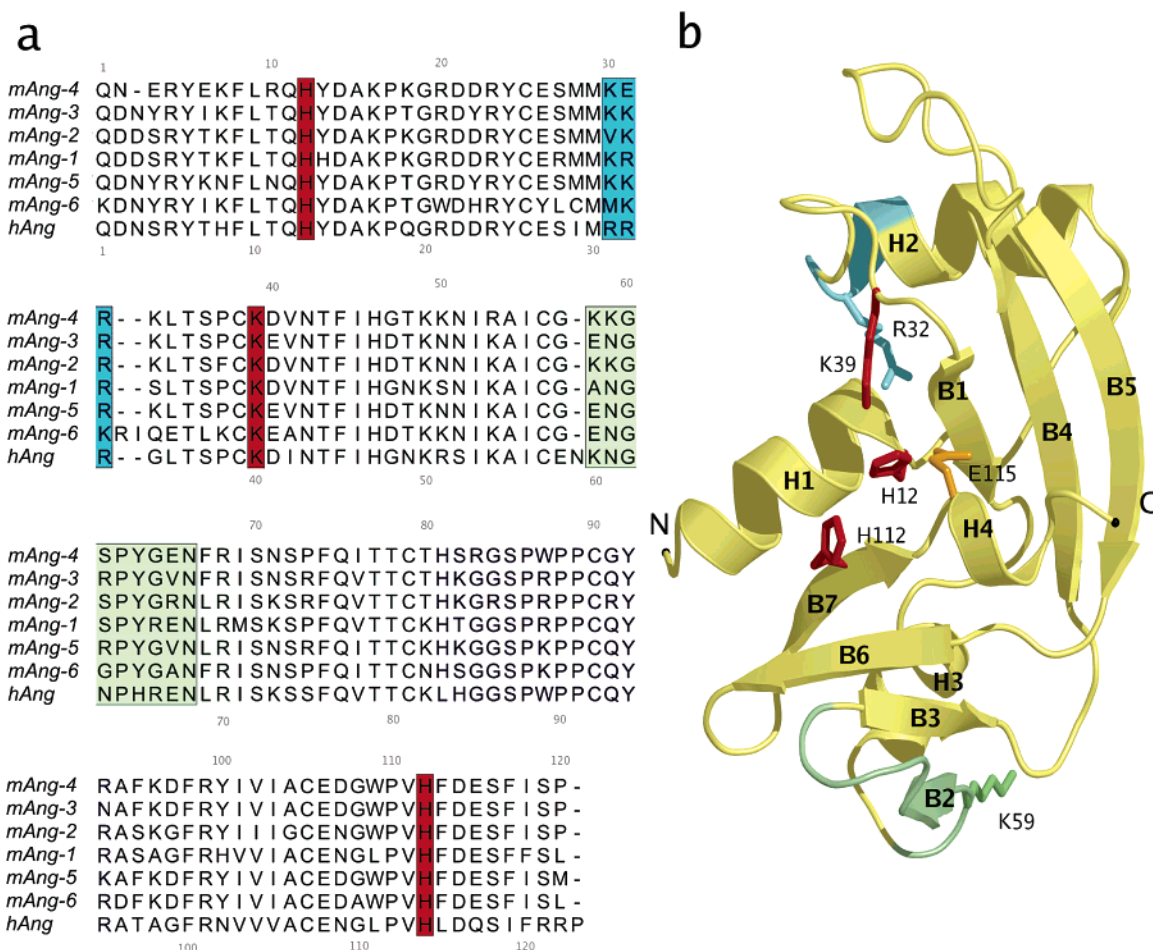 a
1 10 20 30
mAng-4 QN-ERYEKFLRQHYDAKPKGRDDRYCESMMKE
mAng-3 QDNYRYIKFLTQHYDAKPTGRDYRYCESMMKK
mAng-2 QDDSRYTKFLTQHYDAKPKGRDDRYCESMMVK
mAng-1 QDDSRYTKFLTQHHDAKPKGRDDRYCERMMKR
mAng-5 QDNYRYKNFLNQHYDAKPTGRDYRYCESMMKK
mAng-6 KDNYRYIKFLTQHYDAKPTGWDHRYCYLCMMK
hAng QDNSRYTHFLTQHYDAKPQGRDDRYCESIMRR
1 10 20 30
40 50 60 62
mAng-4 R--KLTSPCKDVNTFIHGTKKNIRAICG-KKG
mAng-3 R--KLTSPCKEVNTFIHDTKNNIKAICG-ENG
mAng-2 R--KLTSFCKDVNTFIHDTKNNIKAICG-KKG
mAng-1 R--SLTSPCKDVNTFIHGNKSNIKAICG-ANG
mAng-5 R--KLTSPCKEVNTFIHDTKNNIKAICG-ENG
mAng-6 KRIQETLKCKEANTFIHDTKKNIKAICG-ENG
hAng R--GLTSPCKDINTFIHGNKRSIKAICENKNG
40 50 60
70 80 90
mAng-4 SPYGENFRISNSPFQITTCTHSRGSPWPPCGY
mAng-3 RPYGVNFRISNSRFQVTTCTHKGGSPRPPCQY
mAng-2 SPYGRNLRISKSRFQVTTCTHKGRSPRPPCRY
mAng-1 SPYRENLRMSKSPFQVTTCKHTGGSPRPPCQY
mAng-5 RPYGVNLRISNSRFQVTTCTHKGGSPKPPCQY
mAng-6 GPYGANFRISNSPFQITTCNHSGGSPKPPCQY
hAng NPHRENLRISKSSFQVTTCKLHGGSPWPPCQY
70 80 90
100 110 120
mAng-4 RAFKDFRYIVIACEDGWPVHFDESFISP-
mAng-3 NAFKDFRYIVIACEDGWPVHFDESFISP-
mAng-2 RASKGFRYIIIGCENGWPVHFDESFISP-
mAng-1 RASAGFRHVVIACENGLPVHFDESFFSL-
mAng-5 KAFKDFRYIVIACEDGWPVHFDESFISM-
mAng-6 RDFKDFRYIVIACEDAWPVHFDESFISL-
hAng RATAGFRNVVVACENGLPVHLDQSIFRRP
100 110 120
b
H2
R32
K39
B1
B5
B4
H1
H12
E115
N
H112
H4
C
B7
B6
H3
B3
B2
K59